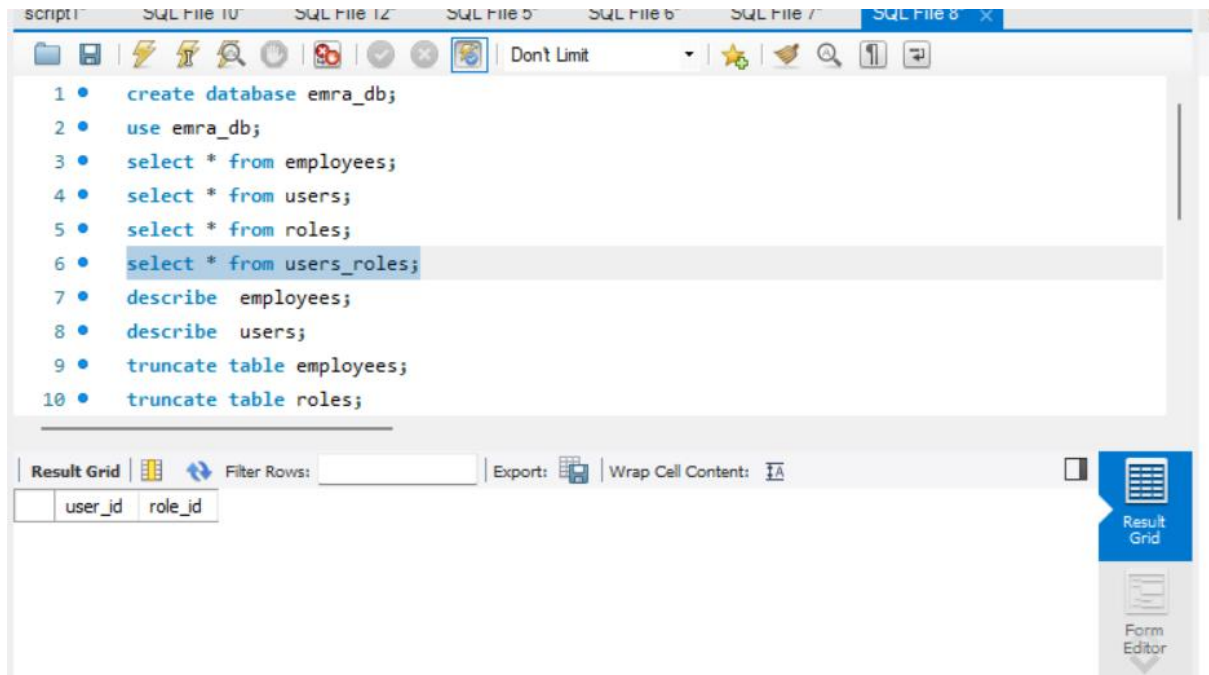 script1* SQL File 10* SQL File 12* SQL File 5* SQL File 6* SQL File 7* SQL File 8*
Don't Limit
1 create database emra_db;
2 use emra_db;
3 select * from employees;
4 select * from users;
5 select * from roles;
6 select * from users_roles;
7 describe  employees;
8 describe  users;
9 truncate table employees;
10 truncate table roles;
Result Grid Filter Rows: Export: Wrap Cell Content: IA
user_id role_id
Result
Grid
Form
Editor